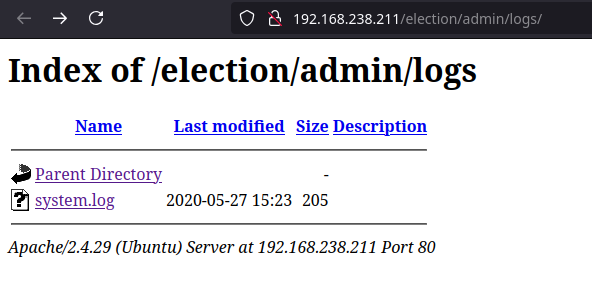 192.168.238.211/election/admin/logs/
Index of /election/admin/logs
Name Last modified Size Description
Parent Directory -
system.log 2020-05-27 15:23 205
Apache/2.4.29 (Ubuntu) Server at 192.168.238.211 Port 80